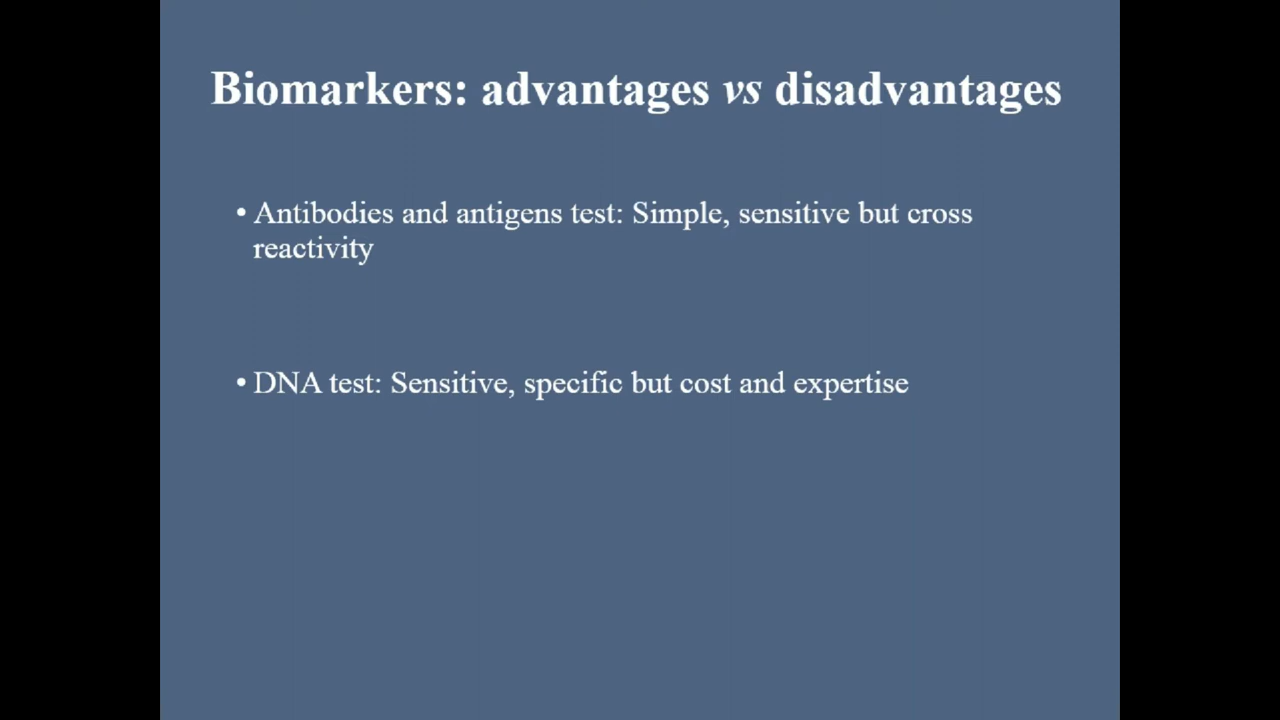 Biomarkers: advantages vs disadvantages
• Antibodies and antigens test: Simple, sensitive but cross
reactivity
• DNA test: Sensitive, specific but cost and expertise